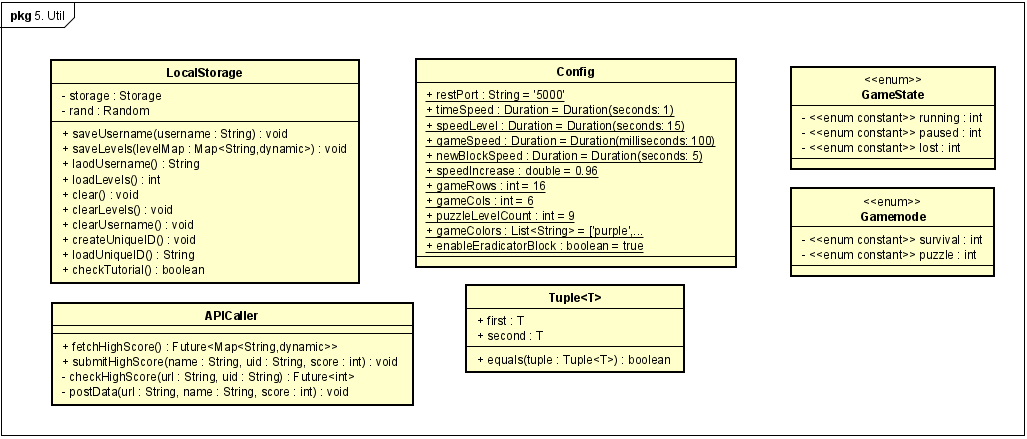 pkg 5. Util
LocalStorage
- storage : Storage
- rand : Random
+ saveUsername(username : String) : void
+ saveLevels(levelMap : Map<String,dynamic>) : void
+ laodUsername() : String
+ loadLevels() : int
+ clear() : void
+ clearLevels() : void
+ clearUsername() : void
+ createUniqueID() : void
+ loadUniqueID() : String
+ checkTutorial() : boolean
Config
+ restPort : String = '5000'
+ timeSpeed : Duration = Duration(seconds: 1)
+ speedLevel : Duration = Duration(seconds: 15)
+ gameSpeed : Duration = Duration(milliseconds: 100)
+ newBlockSpeed : Duration = Duration(seconds: 5)
+ speedIncrease : double = 0.96
+ gameRows : int = 16
+ gameCols : int = 6
+ puzzleLevelCount : int = 9
+ gameColors : List<String> = ['purple',...
+ enableEradicatorBlock : boolean = true
<<enum>>
GameState
- <<enum constant>> running : int
- <<enum constant>> paused : int
- <<enum constant>> lost : int
<<enum>>
Gamemode
- <<enum constant>> survival : int
- <<enum constant>> puzzle : int
APICaller
+ fetchHighScore() : Future<Map<String,dynamic>>
+ submitHighScore(name : String, uid : String, score : int) : void
- checkHighScore(url : String, uid : String) : Future<int>
- postData(url : String, name : String, score : int) : void
Tuple<T>
+ first : T
+ second : T
+ equals(tuple : Tuple<T>) : boolean